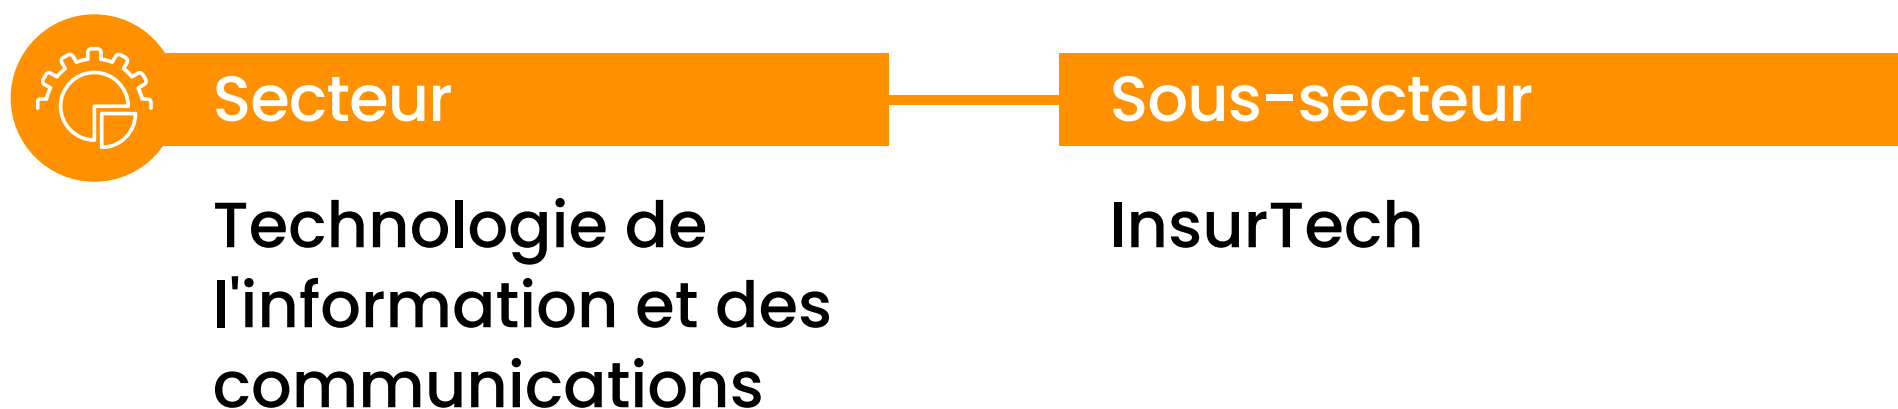 Secteur
Sous-secteur
Technologie de
l'information et des
communications
InsurTech